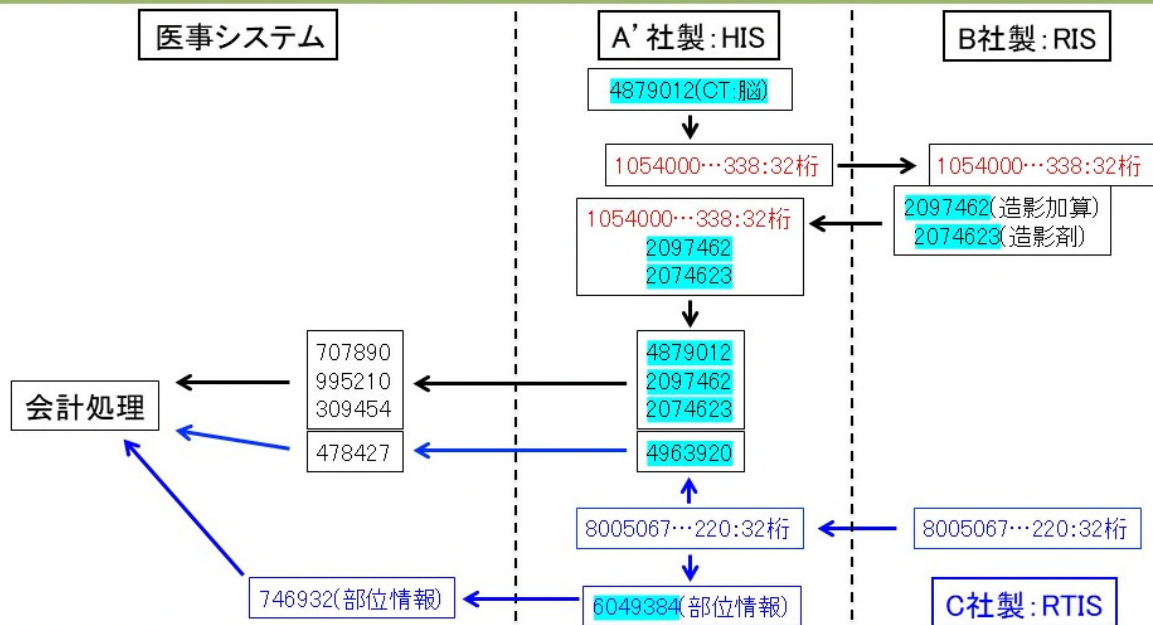 医事システム
A’社製:HIS
B社製:RIS
4879012(CT:脳)
1054000…338:32桁
1054000…338:32桁
2097462(造影加算)
2074623(造影剤)
1054000…338:32桁
2097462
2074623
707890
995210
309454
4879012
2097462
2074623
会計処理
478427
4963920
8005067…220:32桁
8005067…220:32桁
746932(部位情報)
6049384(部位情報)
C社製:RTIS